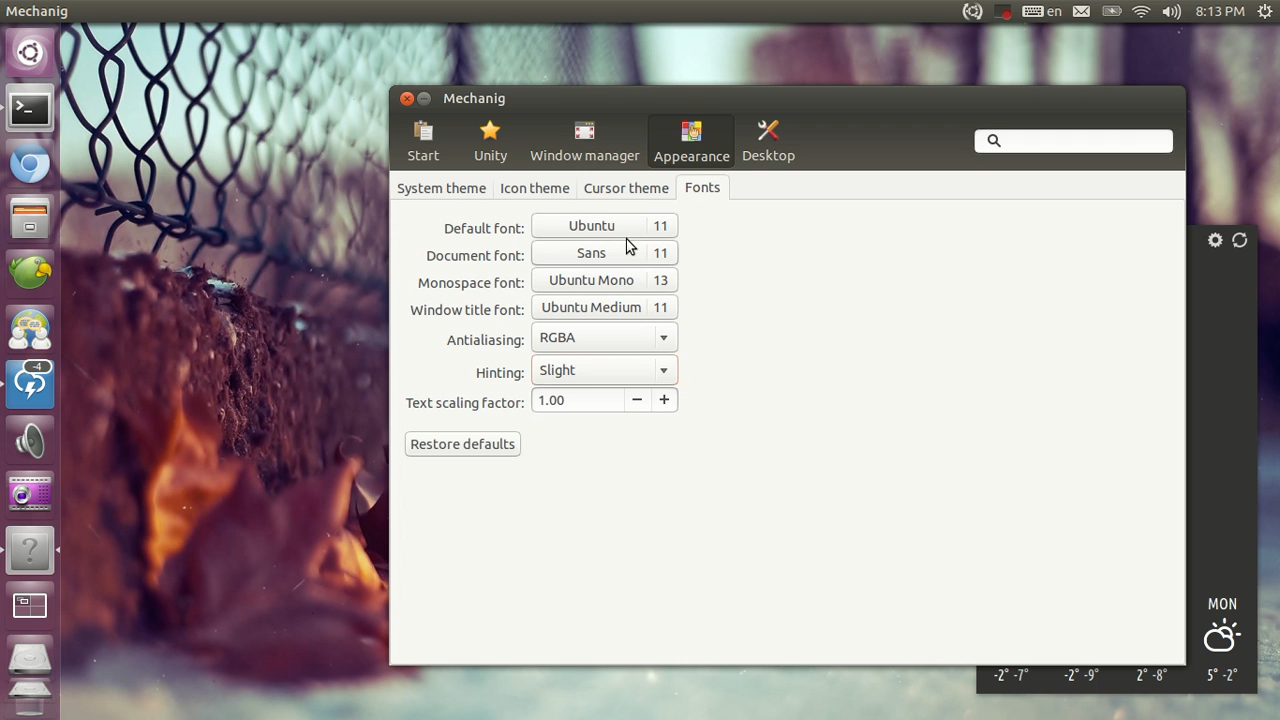 Mechanig
en
8:13 PM
Mechanig
Start
Unity
Window manager
Appearance
Desktop
System theme
Icon theme
Cursor theme
Fonts
Default font: Ubuntu 11
Document font: Sans 11
Monospace font: Ubuntu Mono 13
Window title font: Ubuntu Medium 11
Antialiasing: RGBA
Hinting: Slight
Text scaling factor: 1.00 − +
Restore defaults
-4
>_
?
MON
-2° -7° -2° -9° 2° -8° 5° -2°